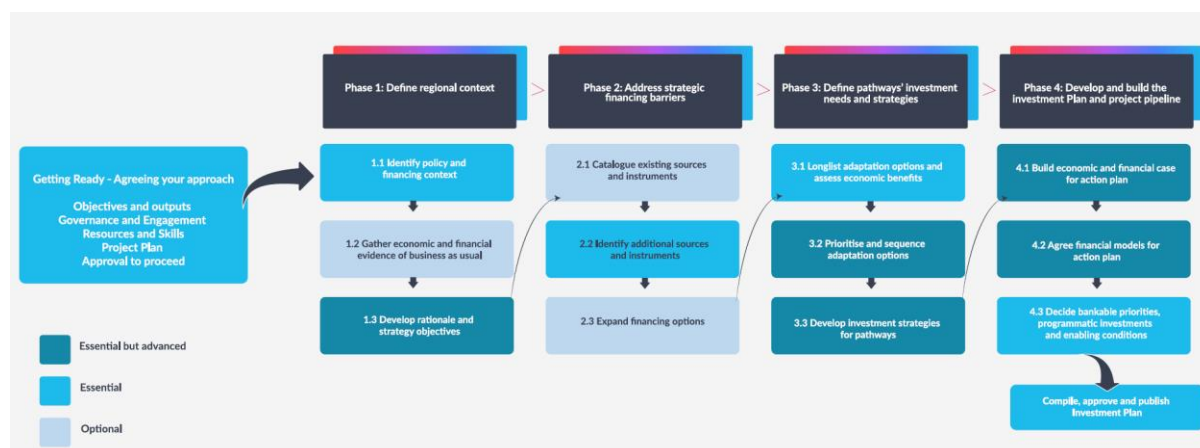 Phase 1: Define regional context
Phase 2: Address strategic
financing barriers
Phase 3: Define pathways' investment
needs and strategies
Phase 4: Develop and build the
investment Plan and project pipeline
Getting Ready - Agreeing your approach
Objectives and outputs
Governance and Engagement
Resources and Skills
Project Plan
Approval to proceed
1.1 Identify policy and
financing context
1.2 Gather economic and financial
evidence of business as usual
1.3 Develop rationale and
strategy objectives
2.1 Catalogue existing sources
and instruments
2.2 Identify additional sources
and instruments
2.3 Expand financing options
3.1 Longlist adaptation options and
assess economic benefits
3.2 Prioritise and sequence
adaptation options
3.3 Develop investment strategies
for pathways
4.1 Build economic and financial case
for action plan
4.2 Agree financial models for
action plan
4.3 Decide bankable priorities,
programmatic investments
and enabling conditions
Compile, approve and publish
Investment Plan
Essential but advanced
Essential
Optional